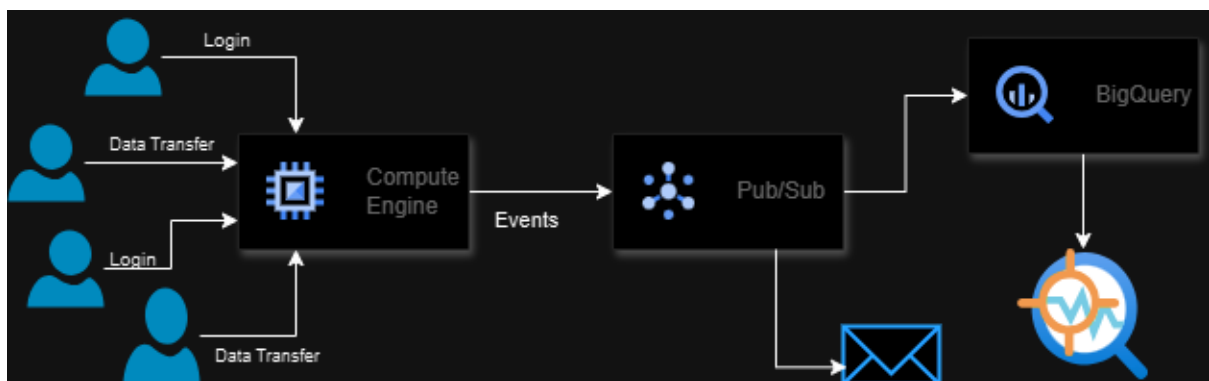 Login
Data Transfer
Login
Data Transfer
Compute
Engine
Events
Pub/Sub
BigQuery